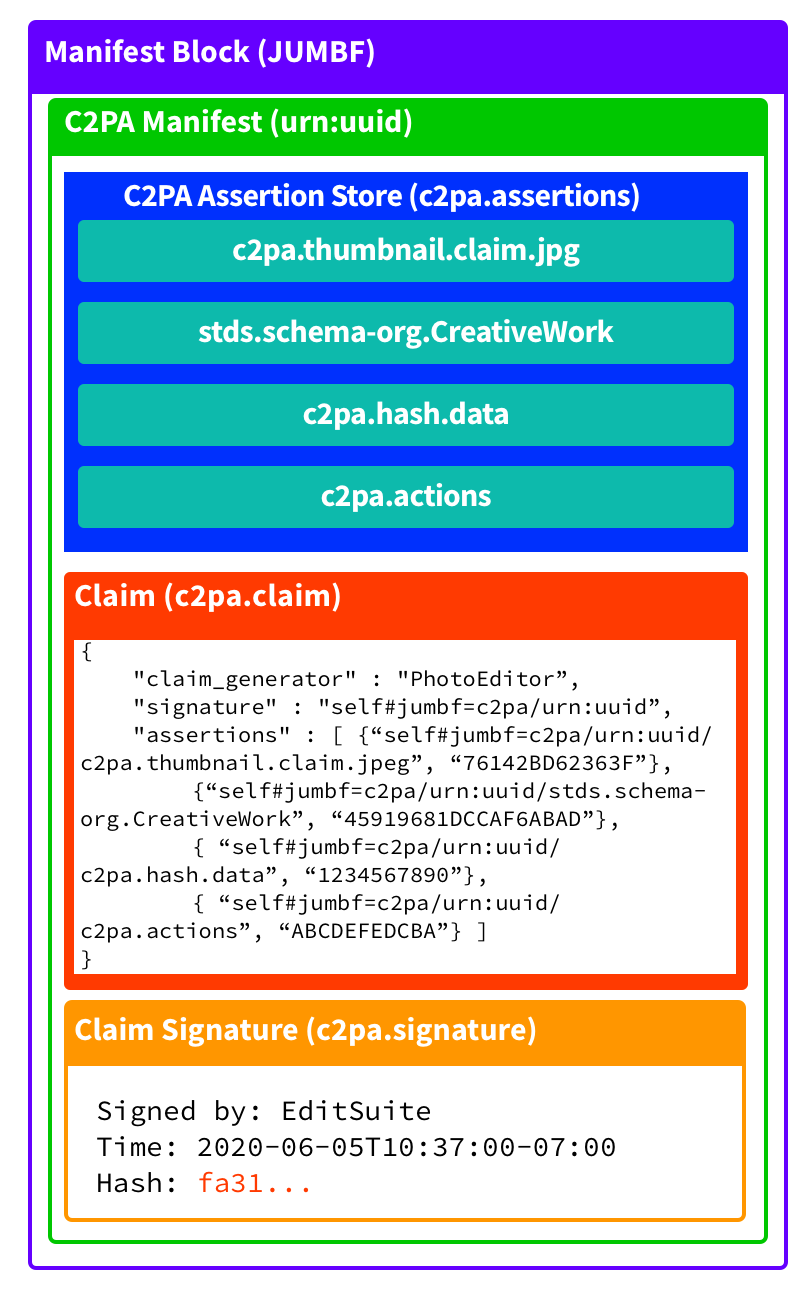 Manifest Block (JUMBF)
C2PA Manifest (urn:uuid)
C2PA Assertion Store (c2pa.assertions)
c2pa.thumbnail.claim.jpg
stds.schema-org.CreativeWork
c2pa.hash.data
c2pa.actions
Claim (c2pa.claim)
{
    "claim_generator" : "PhotoEditor”,
    "signature" : "self#jumbf=c2pa/urn:uuid”,
    "assertions" : [ {“self#jumbf=c2pa/urn:uuid/
c2pa.thumbnail.claim.jpeg”, “76142BD62363F”},
        {“self#jumbf=c2pa/urn:uuid/stds.schema-
org.CreativeWork”, “45919681DCCAF6ABAD”},
        { “self#jumbf=c2pa/urn:uuid/
c2pa.hash.data”, “1234567890”},
        { “self#jumbf=c2pa/urn:uuid/
c2pa.actions”, “ABCDEFEDCBA”} ]
}
Claim Signature (c2pa.signature)
Signed by: EditSuite
Time: 2020-06-05T10:37:00-07:00
Hash: fa31...